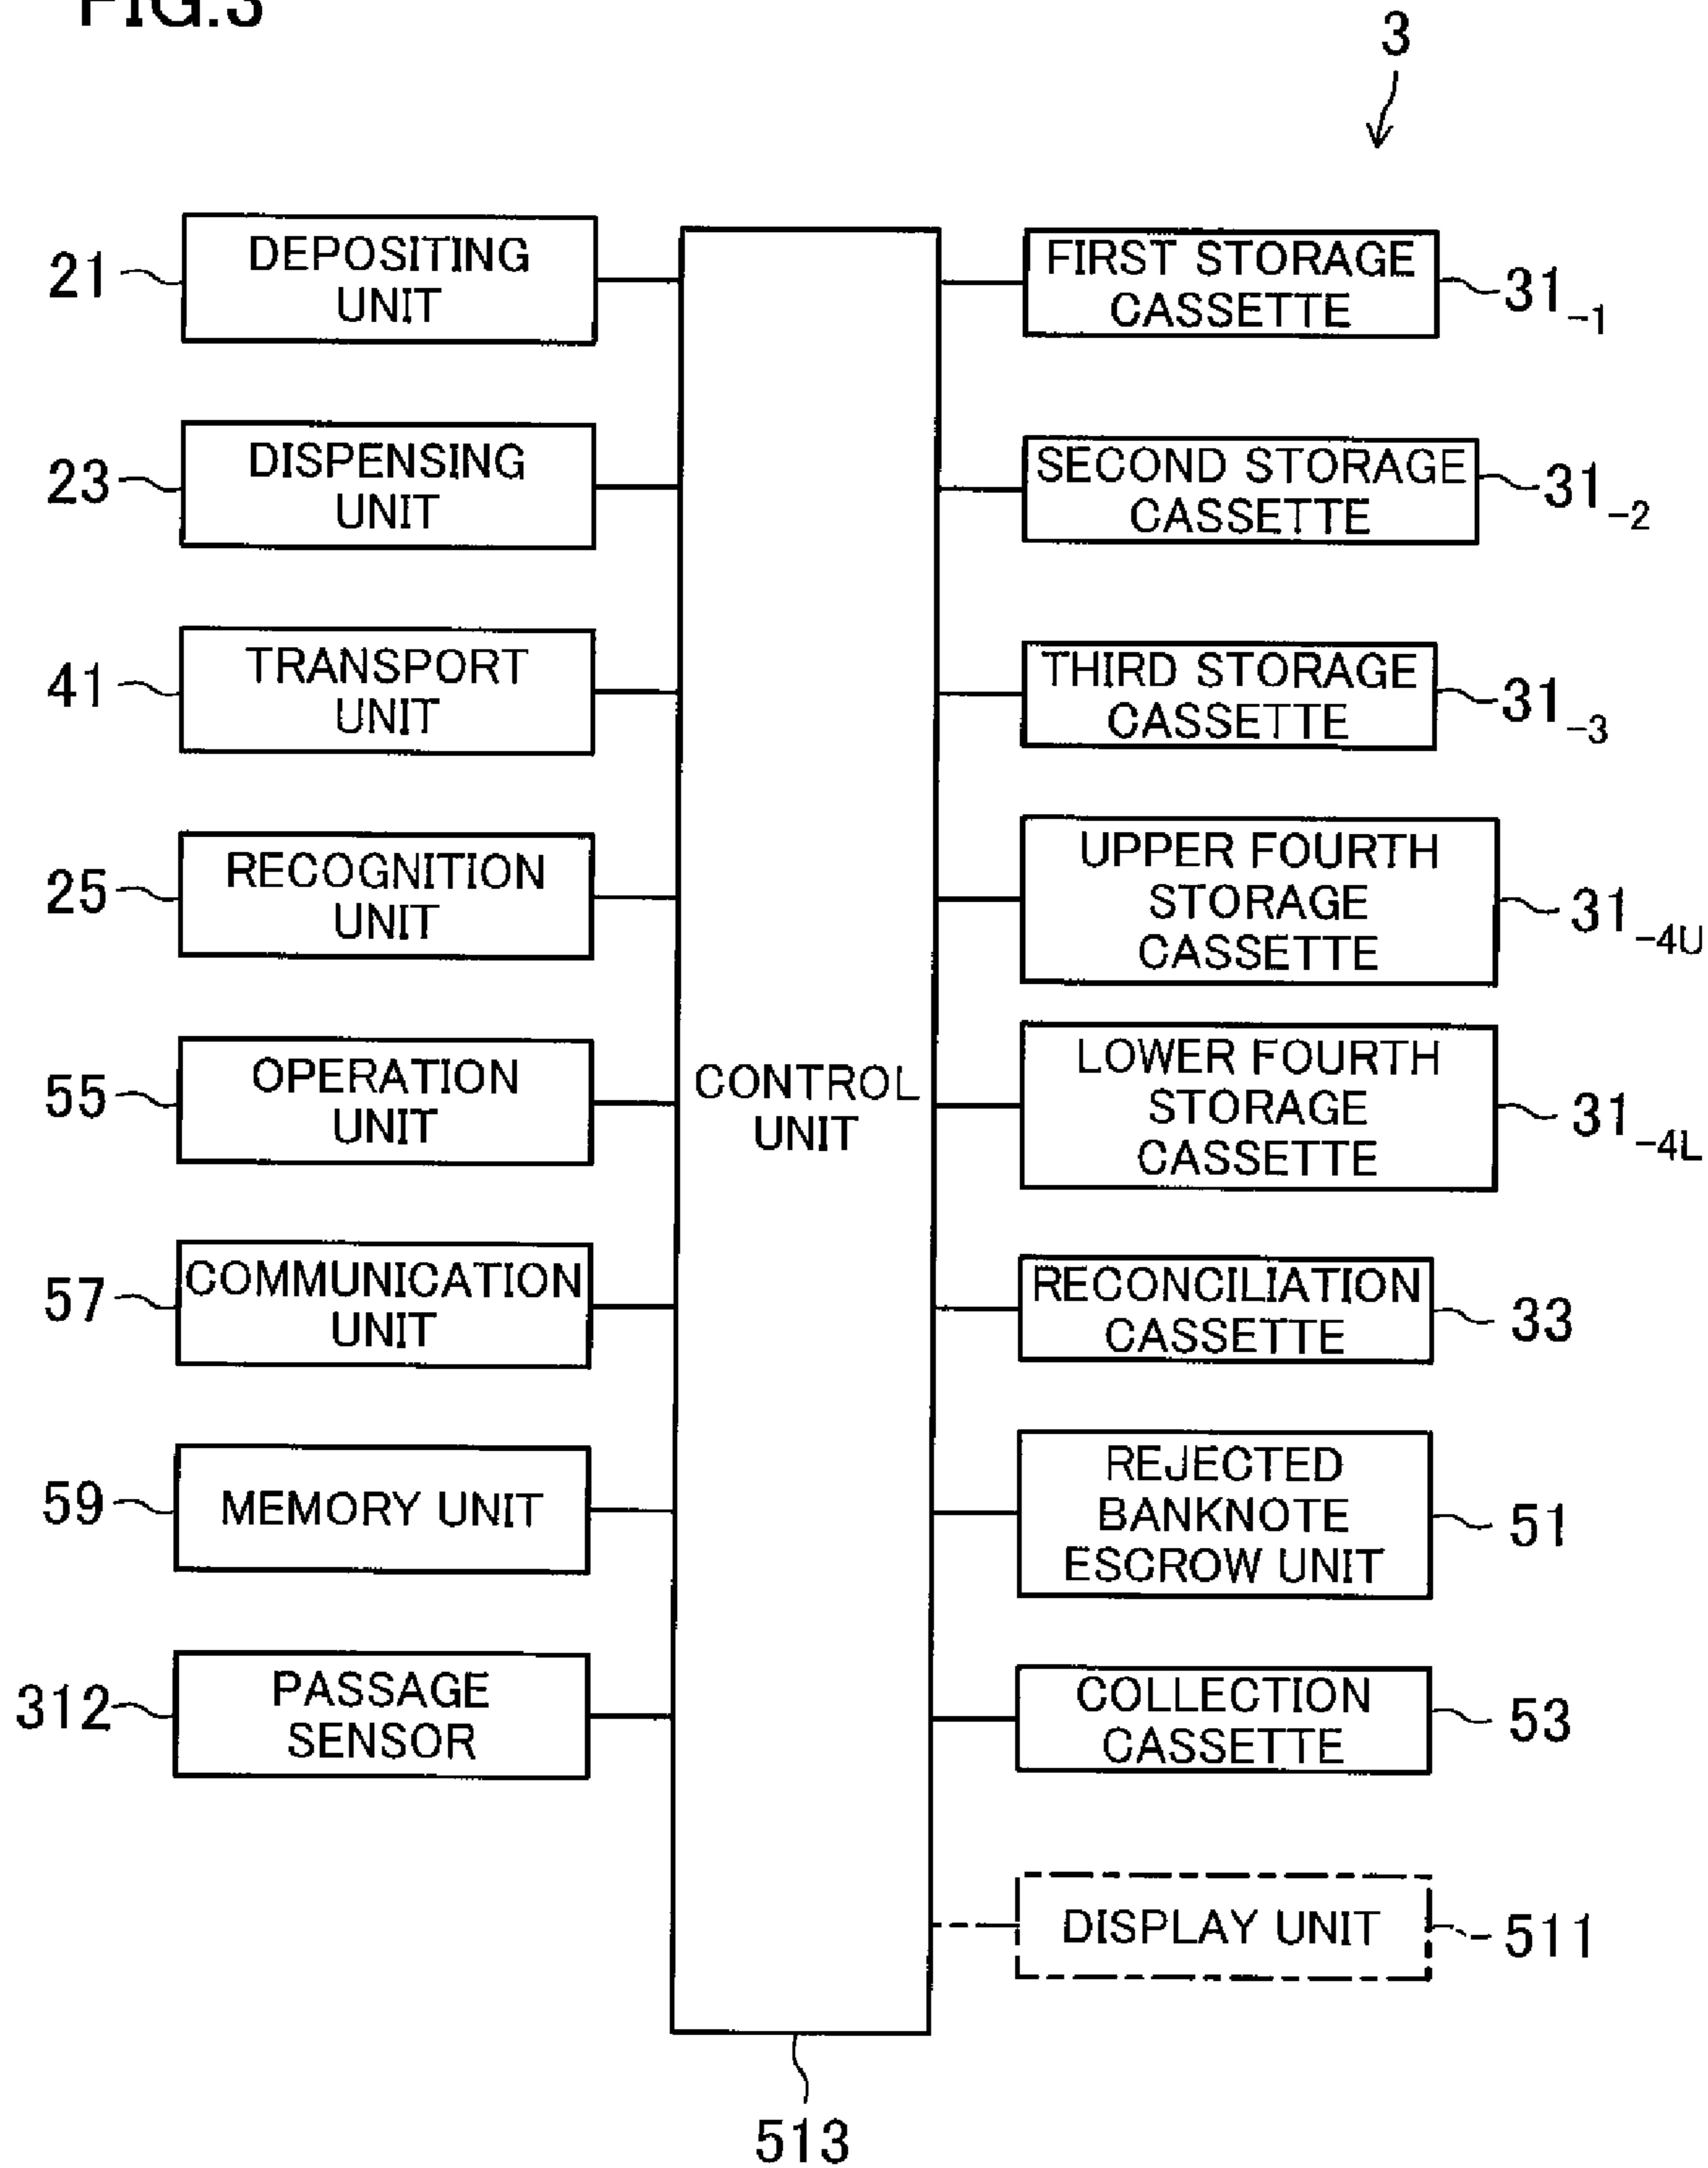 FIG.3
3
21
DEPOSITING
UNIT
FIRST STORAGE
CASSETTE
31-1
23
DISPENSING
UNIT
SECOND STORAGE
CASSETTE
31-2
41
TRANSPORT
UNIT
THIRD STORAGE
CASSETTE
31-3
25
RECOGNITION
UNIT
UPPER FOURTH
STORAGE
CASSETTE
31-4U
55
OPERATION
UNIT
CONTROL
UNIT
LOWER FOURTH
STORAGE
CASSETTE
31-4L
57
COMMUNICATION
UNIT
RECONCILIATION
CASSETTE
33
59
MEMORY UNIT
REJECTED
BANKNOTE
ESCROW UNIT
51
312
PASSAGE
SENSOR
COLLECTION
CASSETTE
53
DISPLAY UNIT
511
513